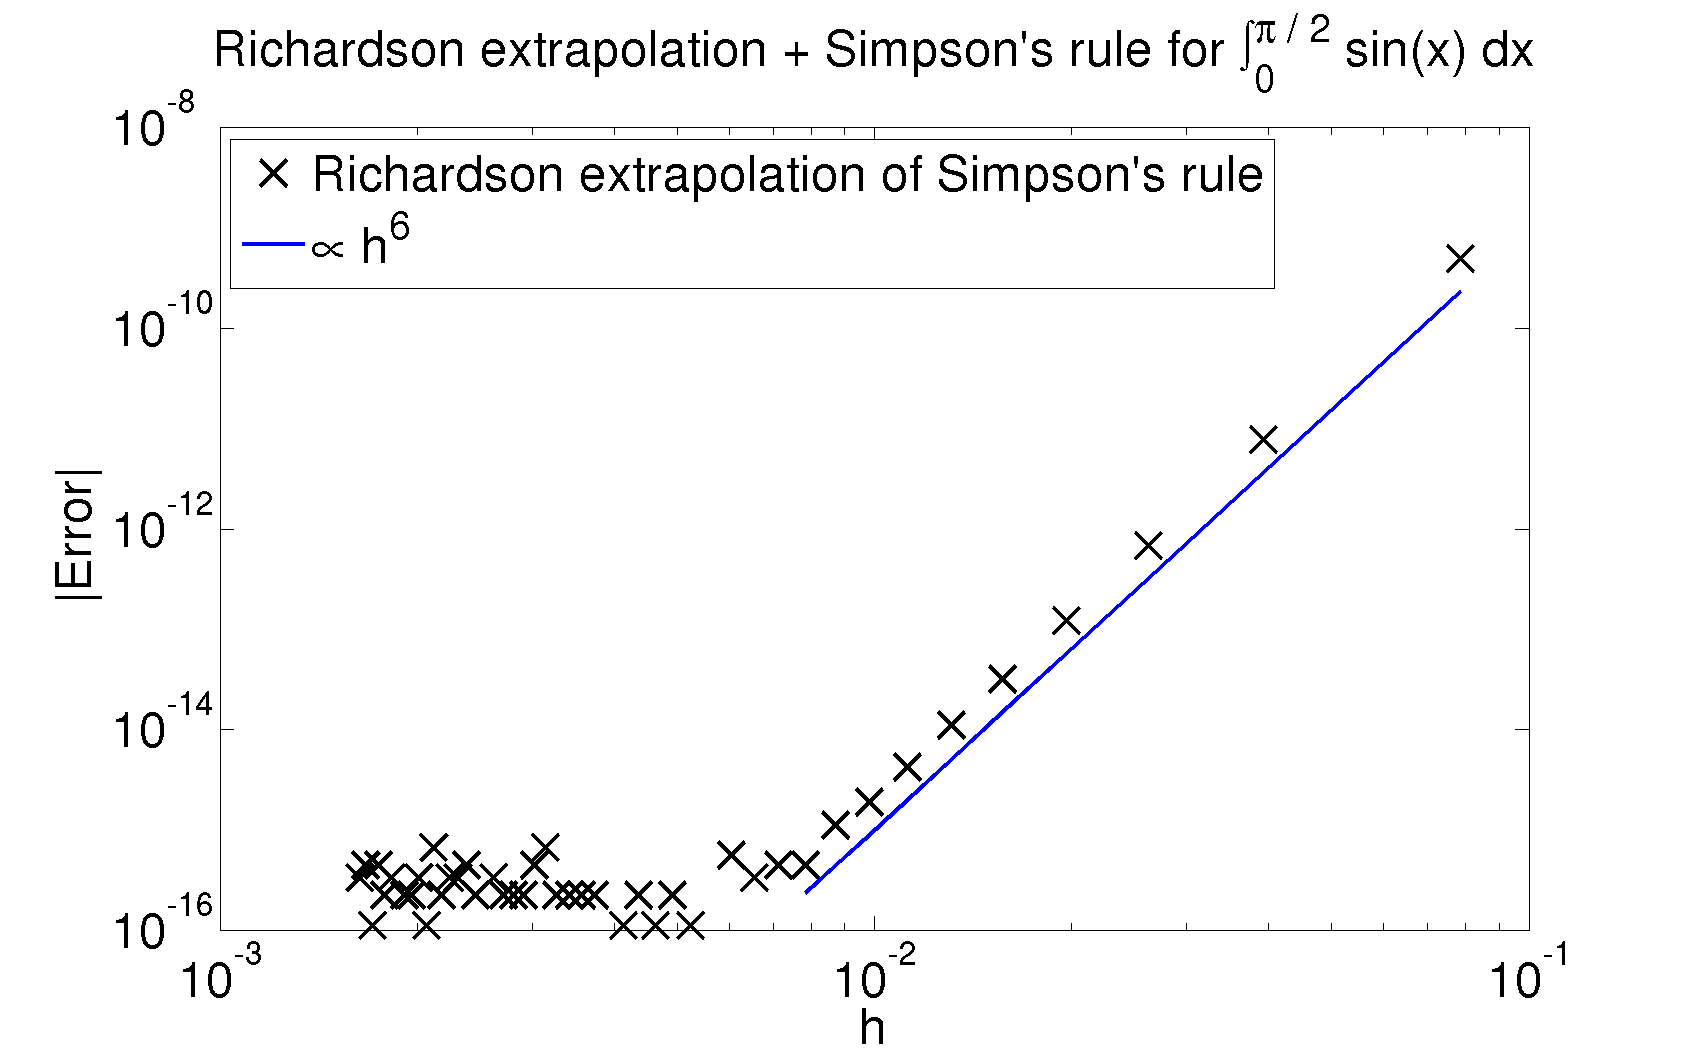 Richardson extrapolation + Simpson's rule for ∫₀^{π / 2} sin(x) dx
10⁻⁸
Richardson extrapolation of Simpson's rule
∝ h⁶
10⁻¹⁰
|Error|
10⁻¹²
10⁻¹⁴
10⁻¹⁶
10⁻³
10⁻²
10⁻¹
h